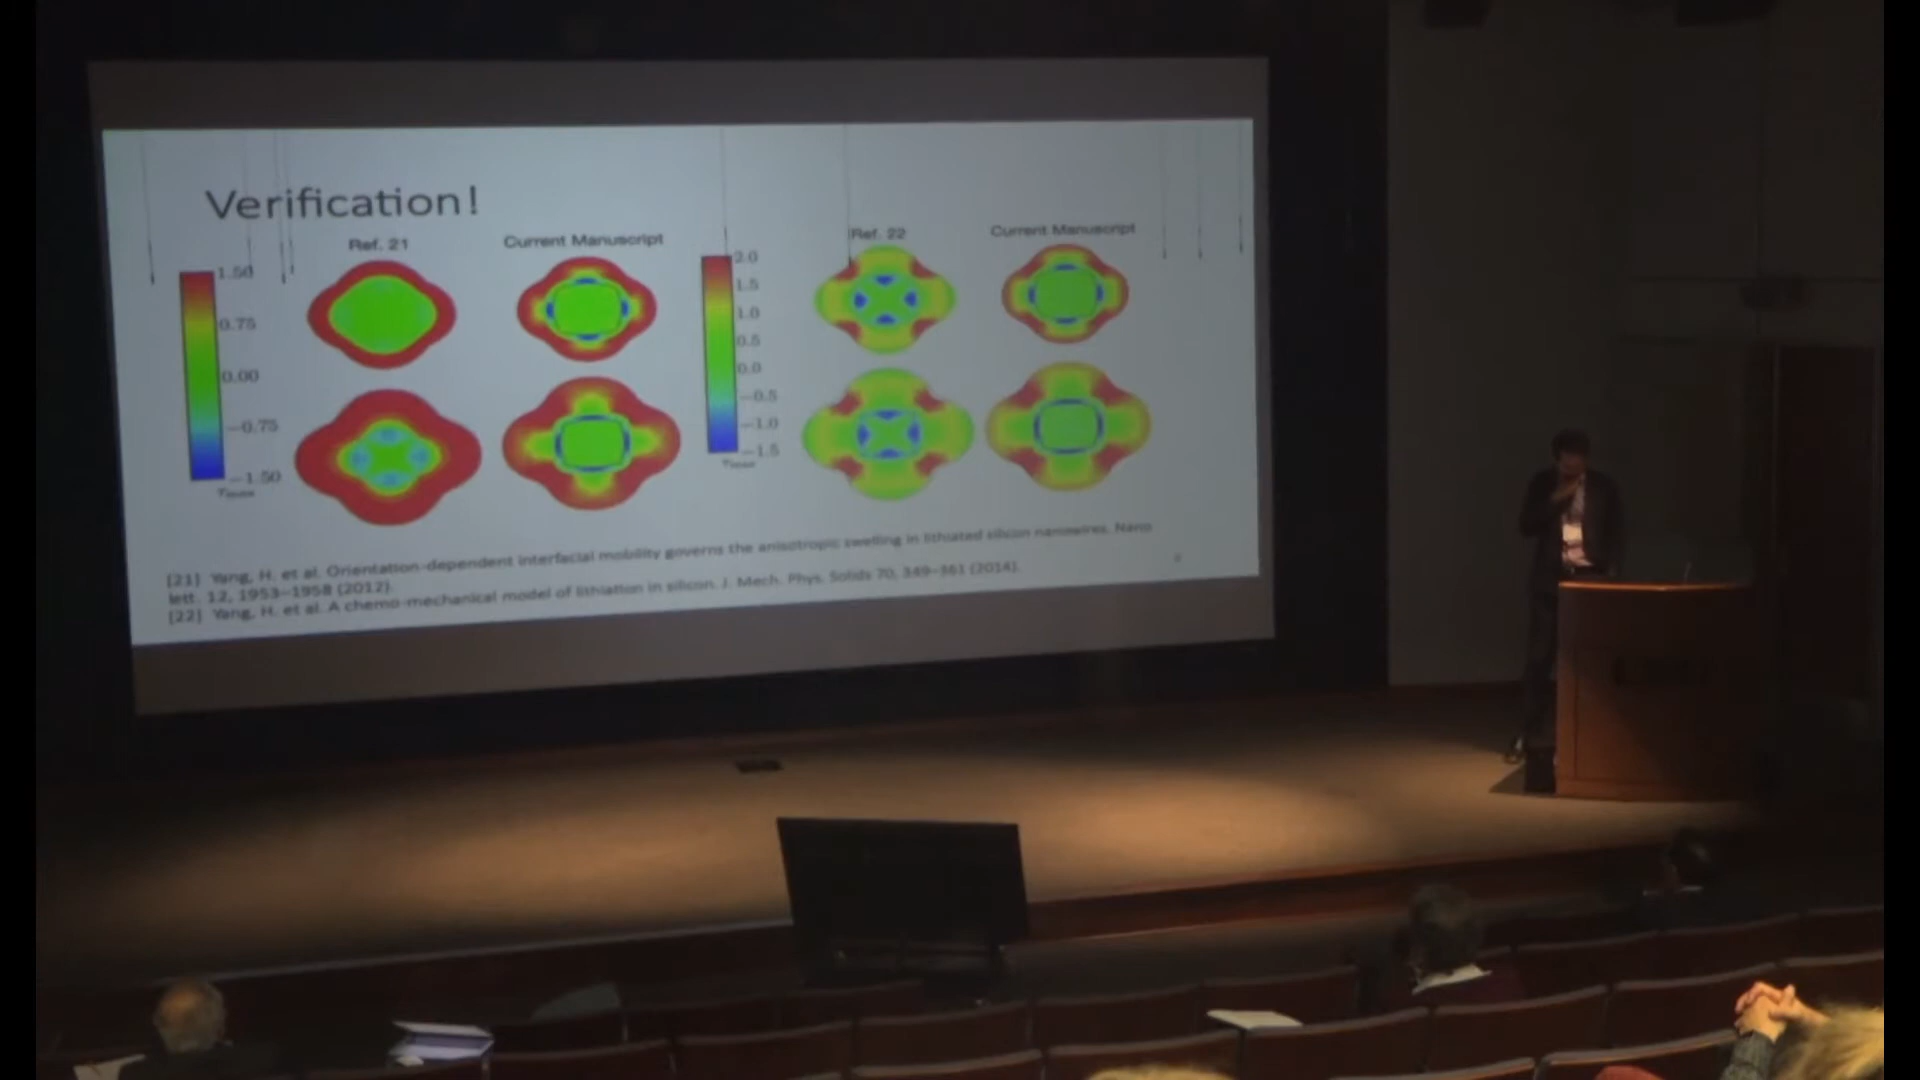 Verification!
Ref. 21
Current Manuscript
Ref. 22
Current Manuscript
1.50
0.75
0.00
−0.75
−1.50
2.0
1.5
1.0
0.5
0.0
−0.5
−1.0
−1.5
[21] Yang, H. et al. Orientation-dependent interfacial mobility governs the anisotropic swelling in lithiated silicon nanowires. Nano
lett. 12, 1953–1958 (2012).
[22] Yang, H. et al. A chemo-mechanical model of lithiation in silicon. J. Mech. Phys. Solids 70, 349–361 (2014).